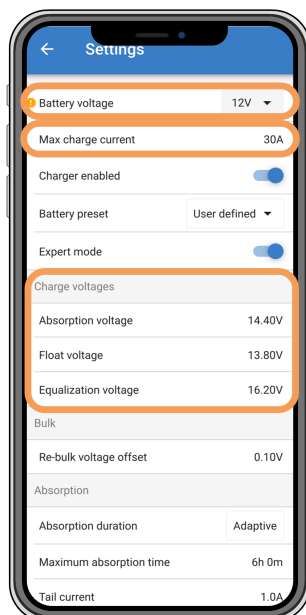 Settings
Battery voltage 12V
Max charge current 30A
Charger enabled
Battery preset User defined
Expert mode
Charge voltages
Absorption voltage 14.40V
Float voltage 13.80V
Equalization voltage 16.20V
Bulk
Re-bulk voltage offset 0.10V
Absorption
Absorption duration Adaptive
Maximum absorption time 6h 0m
Tail current 1.0A